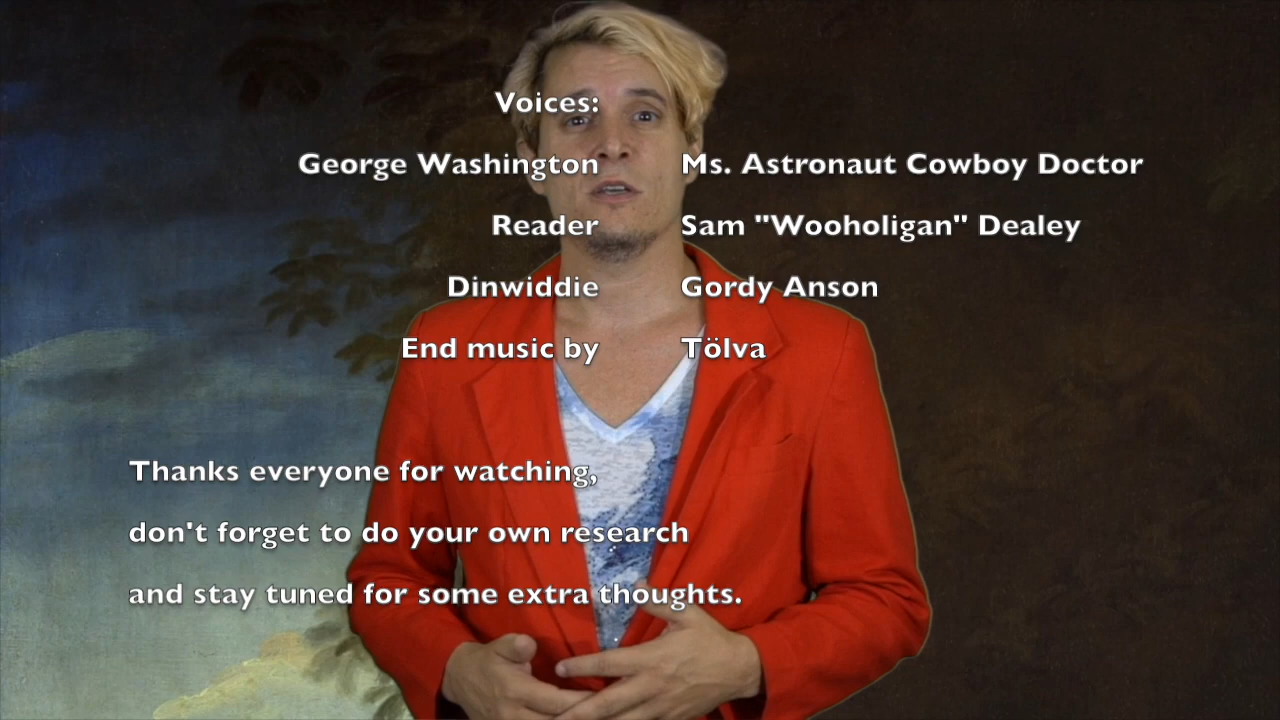 Voices:
George Washington Ms. Astronaut Cowboy Doctor
Reader Sam "Wooholigan" Dealey
Dinwiddie Gordy Anson
End music by Tölva
Thanks everyone for watching,
don't forget to do your own research
and stay tuned for some extra thoughts.